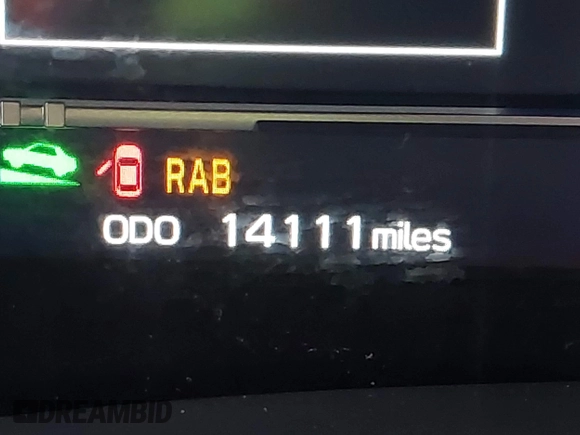 RAB
ODO 14111 miles
DREAMBID